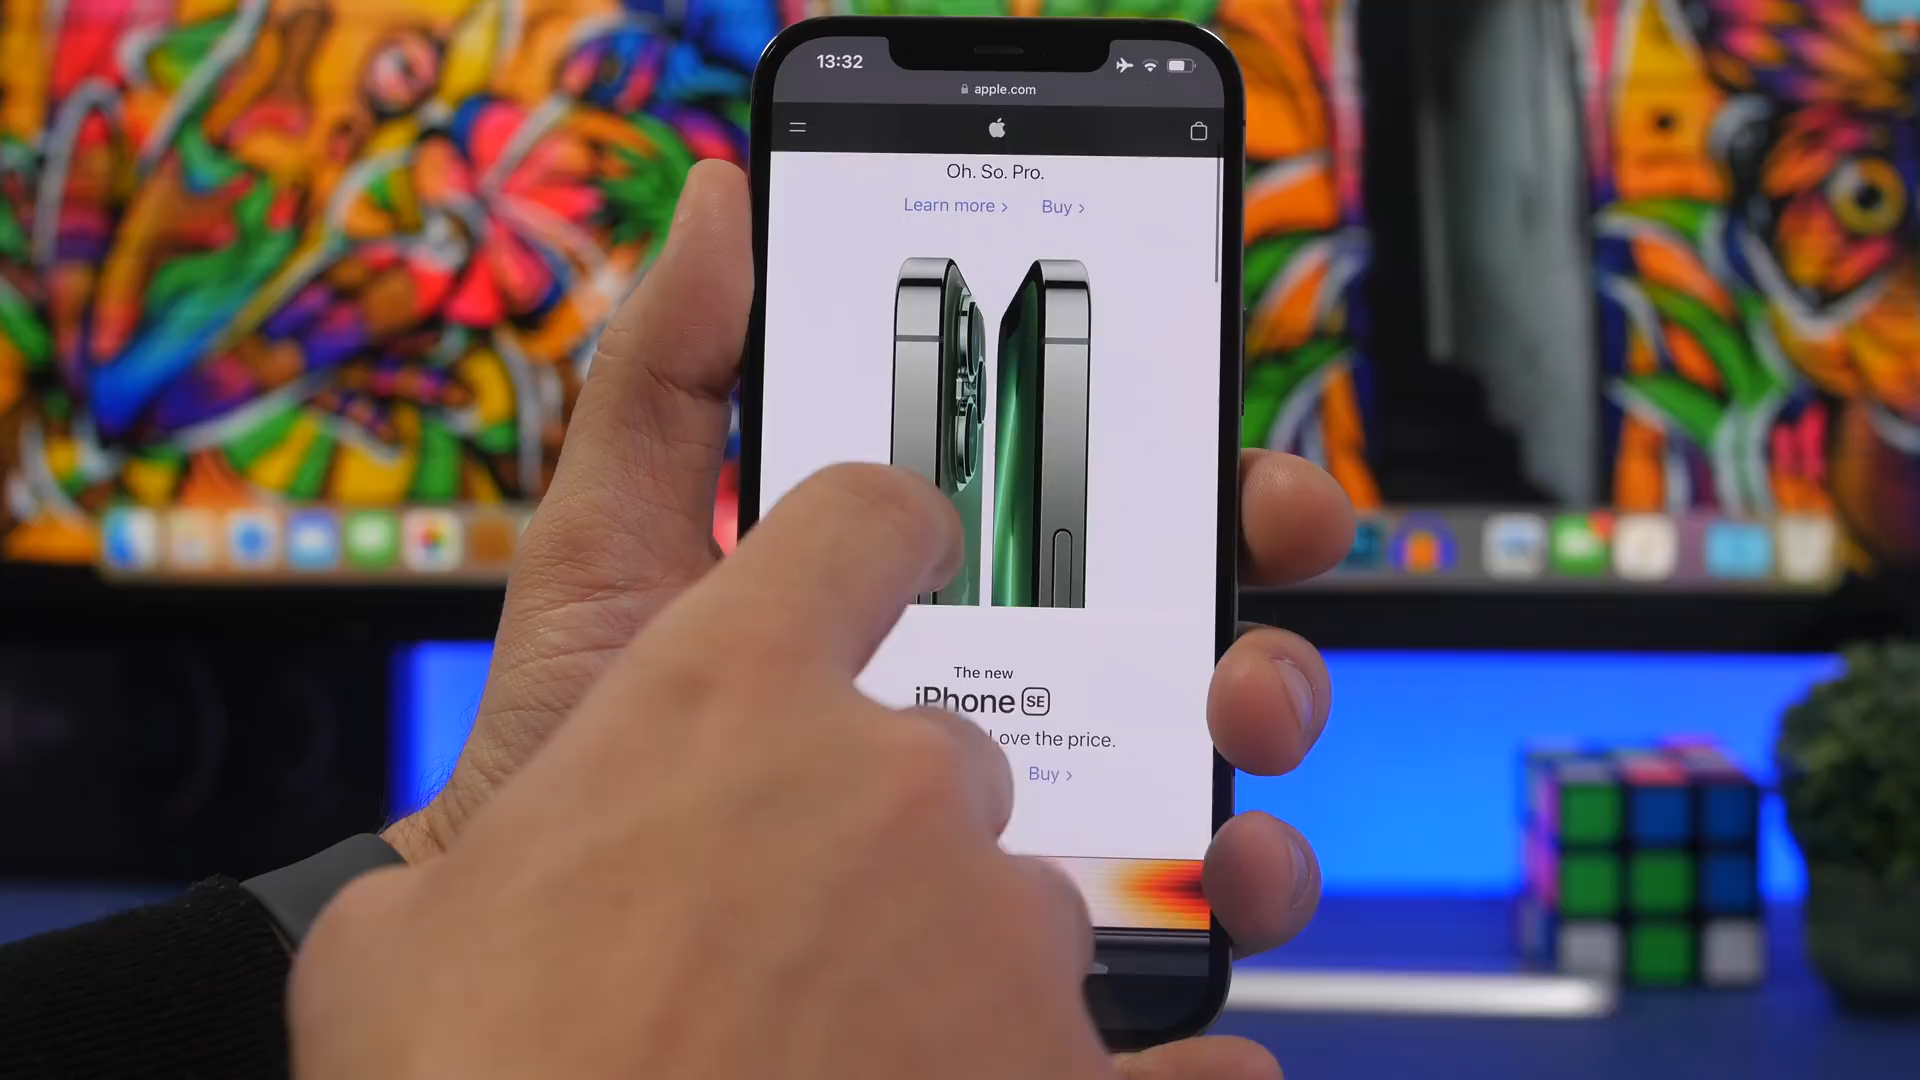 13:32
apple.com
Oh. So. Pro.
Learn more >
Buy >
The new
iPhone SE
ove the price.
Buy >